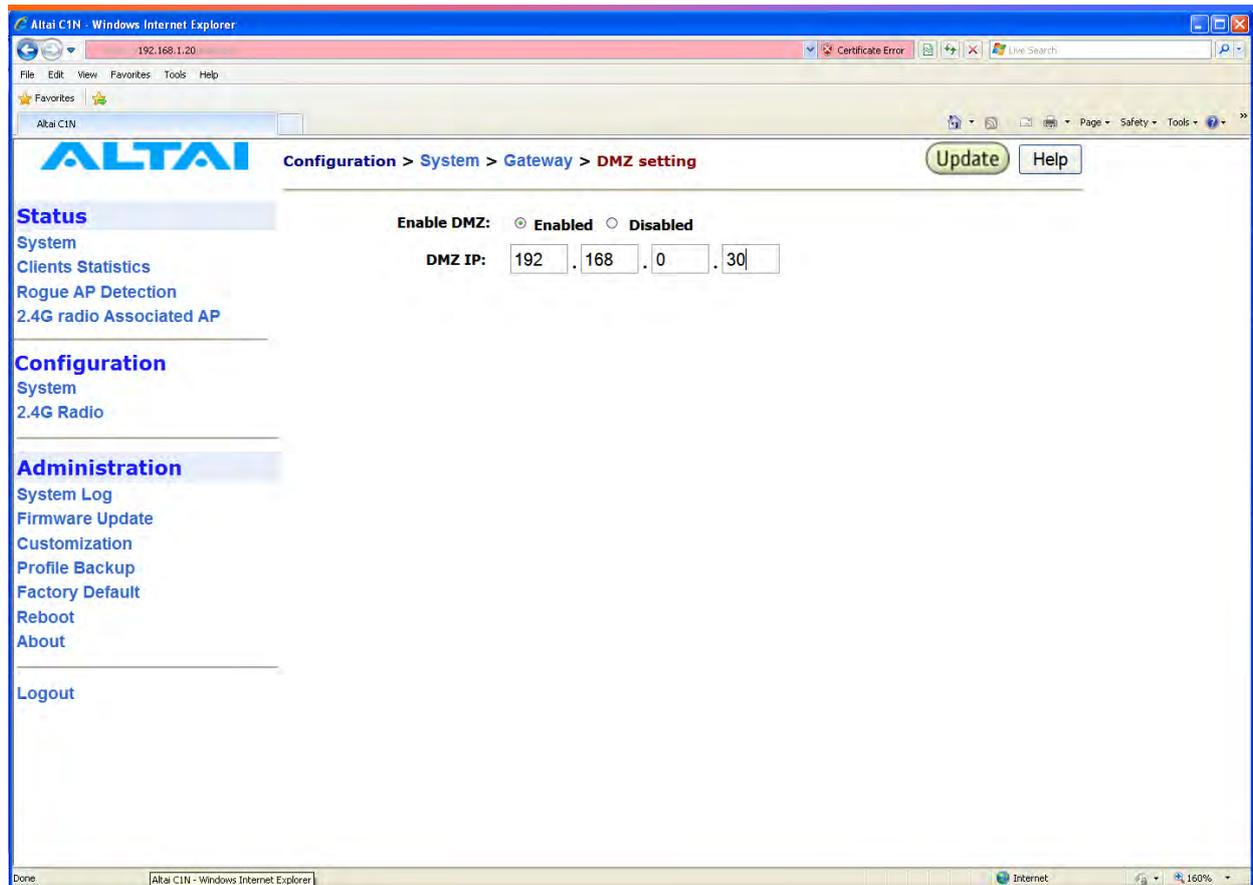 Altai C1N - Windows Internet Explorer
192.168.1.20
Certificate Error
Live Search
File Edit View Favorites Tools Help
Favorites
Altai C1N
Page Safety Tools
ALTAI
Configuration > System > Gateway > DMZ setting
Update
Help
Status
System
Clients Statistics
Rogue AP Detection
2.4G radio Associated AP
Configuration
System
2.4G Radio
Administration
System Log
Firmware Update
Customization
Profile Backup
Factory Default
Reboot
About
Logout
Enable DMZ: Enabled Disabled
DMZ IP: 192 . 168 . 0 . 30
Done
Altai C1N - Windows Internet Explorer
Internet
160%